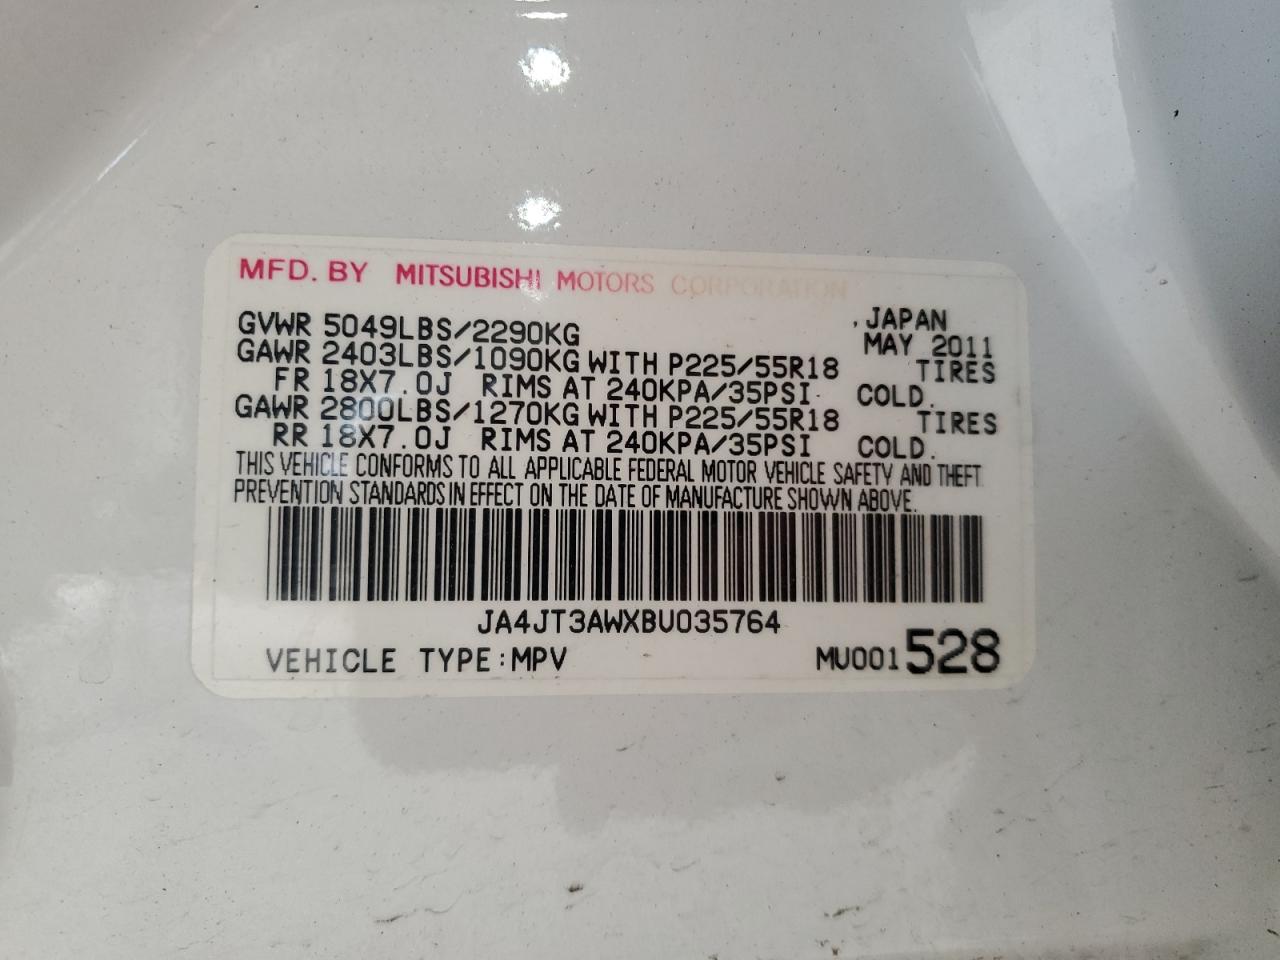 MFD. BY MITSUBISHI MOTORS CORPORATION
GVWR 5049LBS/2290KG JAPAN MAY 2011
GAWR 2403LBS/1090KG WITH P225/55R18 TIRES
FR 18X7.0J RIMS AT 240KPA/35PSI COLD.
GAWR 2800LBS/1270KG WITH P225/55R18 TIRES
RR 18X7.0J RIMS AT 240KPA/35PSI COLD.
THIS VEHICLE CONFORMS TO ALL APPLICABLE FEDERAL MOTOR VEHICLE SAFETY AND THEFT
PREVENTION STANDARDS IN EFFECT ON THE DATE OF MANUFACTURE SHOWN ABOVE.
JA4JT3AWXBU035764
VEHICLE TYPE:MPV MU001528